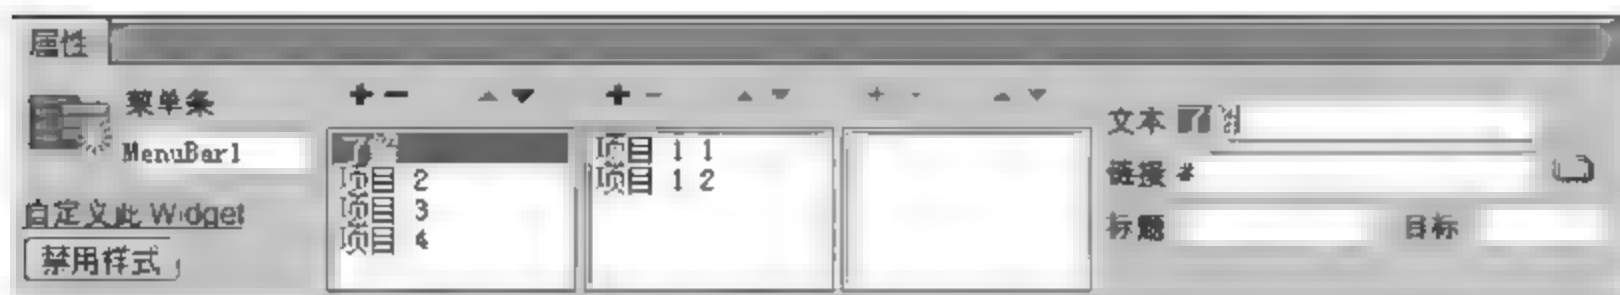 属性
菜单条
MenuBar1
自定义此 Widget
禁用样式
项目 2
项目 3
项目 4
项目 1 1
项目 1 2
文本
链接 #
标题
目标